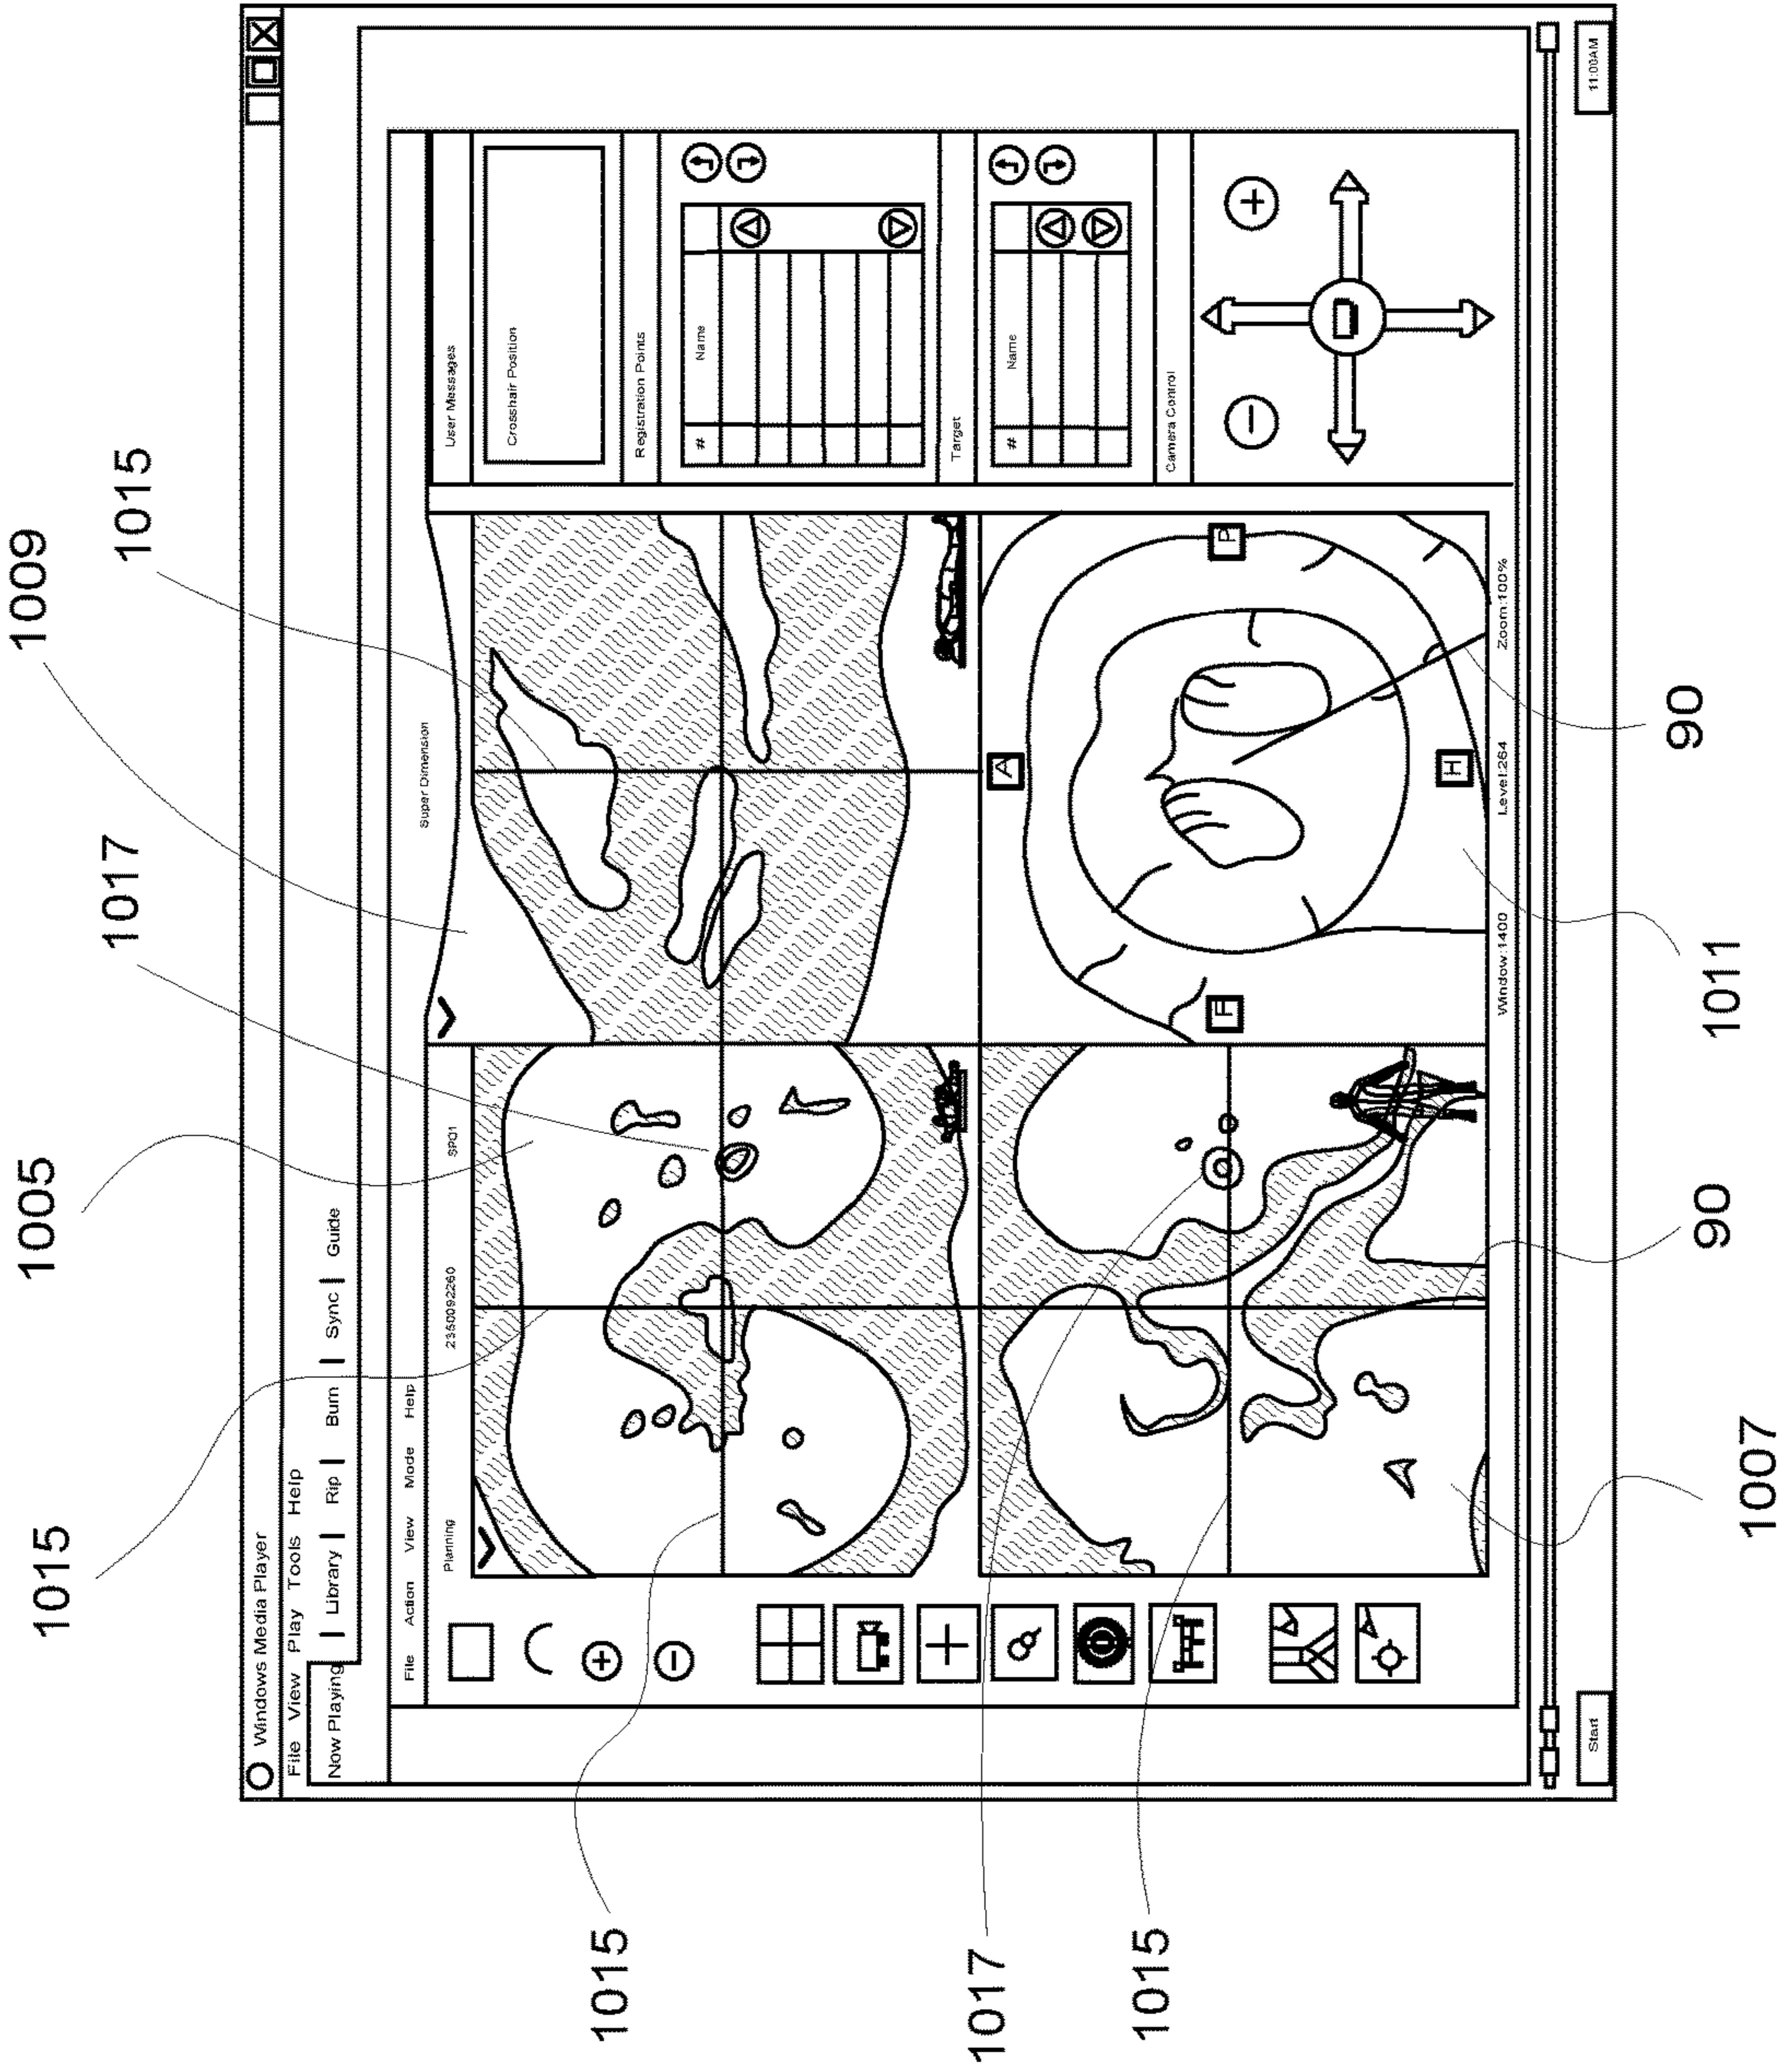 1015
1005
1017
1009
1015
Windows Media Player
File View Play Tools Help
Now Playing | Library | Rip | Burn | Sync | Guide
File Action View Mode Help
Super Dimension
Planning 2350092260 SP01
User Messages
Crosshair Position
Registration Points
# Name
Target
# Name
Camera Control
A
F
P
H
Window:1400 Level:264 Zoom:100%
Start
11:00AM
1015
1017
1015
1007
90
1011
90